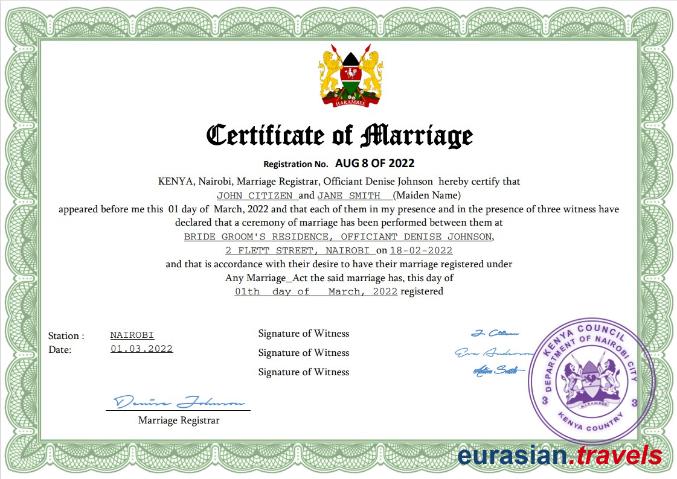 HARAMBEE
Certificate of Marriage
Registration No. AUG 8 OF 2022
KENYA, Nairobi, Marriage Registrar, Officiant Denise Johnson hereby certify that
JOHN CITIZEN and JANE SMITH (Maiden Name)
appeared before me this 01 day of March, 2022 and that each of them in my presence and in the presence of three witness have
declared that a ceremony of marriage has been performed between them at
BRIDE GROOM'S RESIDENCE, OFFICIANT DENISE JOHNSON,
2 FLETT STREET, NAIROBI on 18-02-2022
and that is accordance with their desire to have their marriage registered under
Any Marriage_Act the said marriage has, this day of
01th day of March, 2022 registered
Station : NAIROBI
Date: 01.03.2022
Signature of Witness J. Citizen
Signature of Witness Eva Anderson
Signature of Witness Smith
Denise Johnson
Marriage Registrar
KENYA COUNCIL
DEPARTMENT OF NAIROBI CITY
3 3
KENYA COUNTRY
eurasian.travels